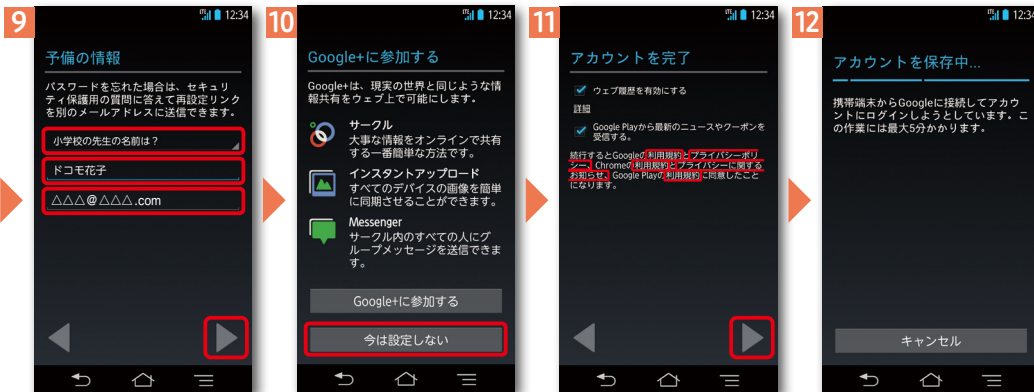 9
LTE 12:34
予備の情報
パスワードを忘れた場合は、セキュリ
ティ保護用の質問に答えて再設定リンク
を別のメールアドレスに送信できます。
小学校の先生の名前は？
ドコモ花子
△△△@△△△.com
10
LTE 12:34
Google+に参加する
Google+は、現実の世界と同じような情
報共有をウェブ上で可能にします。
サークル
大事な情報をオンラインで共有
する一番簡単な方法です。
インスタントアップロード
すべてのデバイスの画像を簡単
に同期させることができます。
Messenger
サークル内のすべての人にグ
ループメッセージを送信できま
す。
Google+に参加する
今は設定しない
11
LTE 12:34
アカウントを完了
ウェブ履歴を有効にする
詳細
Google Playから最新のニュースやクーポンを
受信する。
続行するとGoogleの利用規約とプライバシーポリ
シー、Chromeの利用規約とプライバシーに関する
お知らせ、Google Playの利用規約に同意したこと
になります。
12
LTE 12:34
アカウントを保存中...
携帯端末からGoogleに接続してアカウ
ントにログインしようとしています。こ
の作業には最大5分かかります。
キャンセル